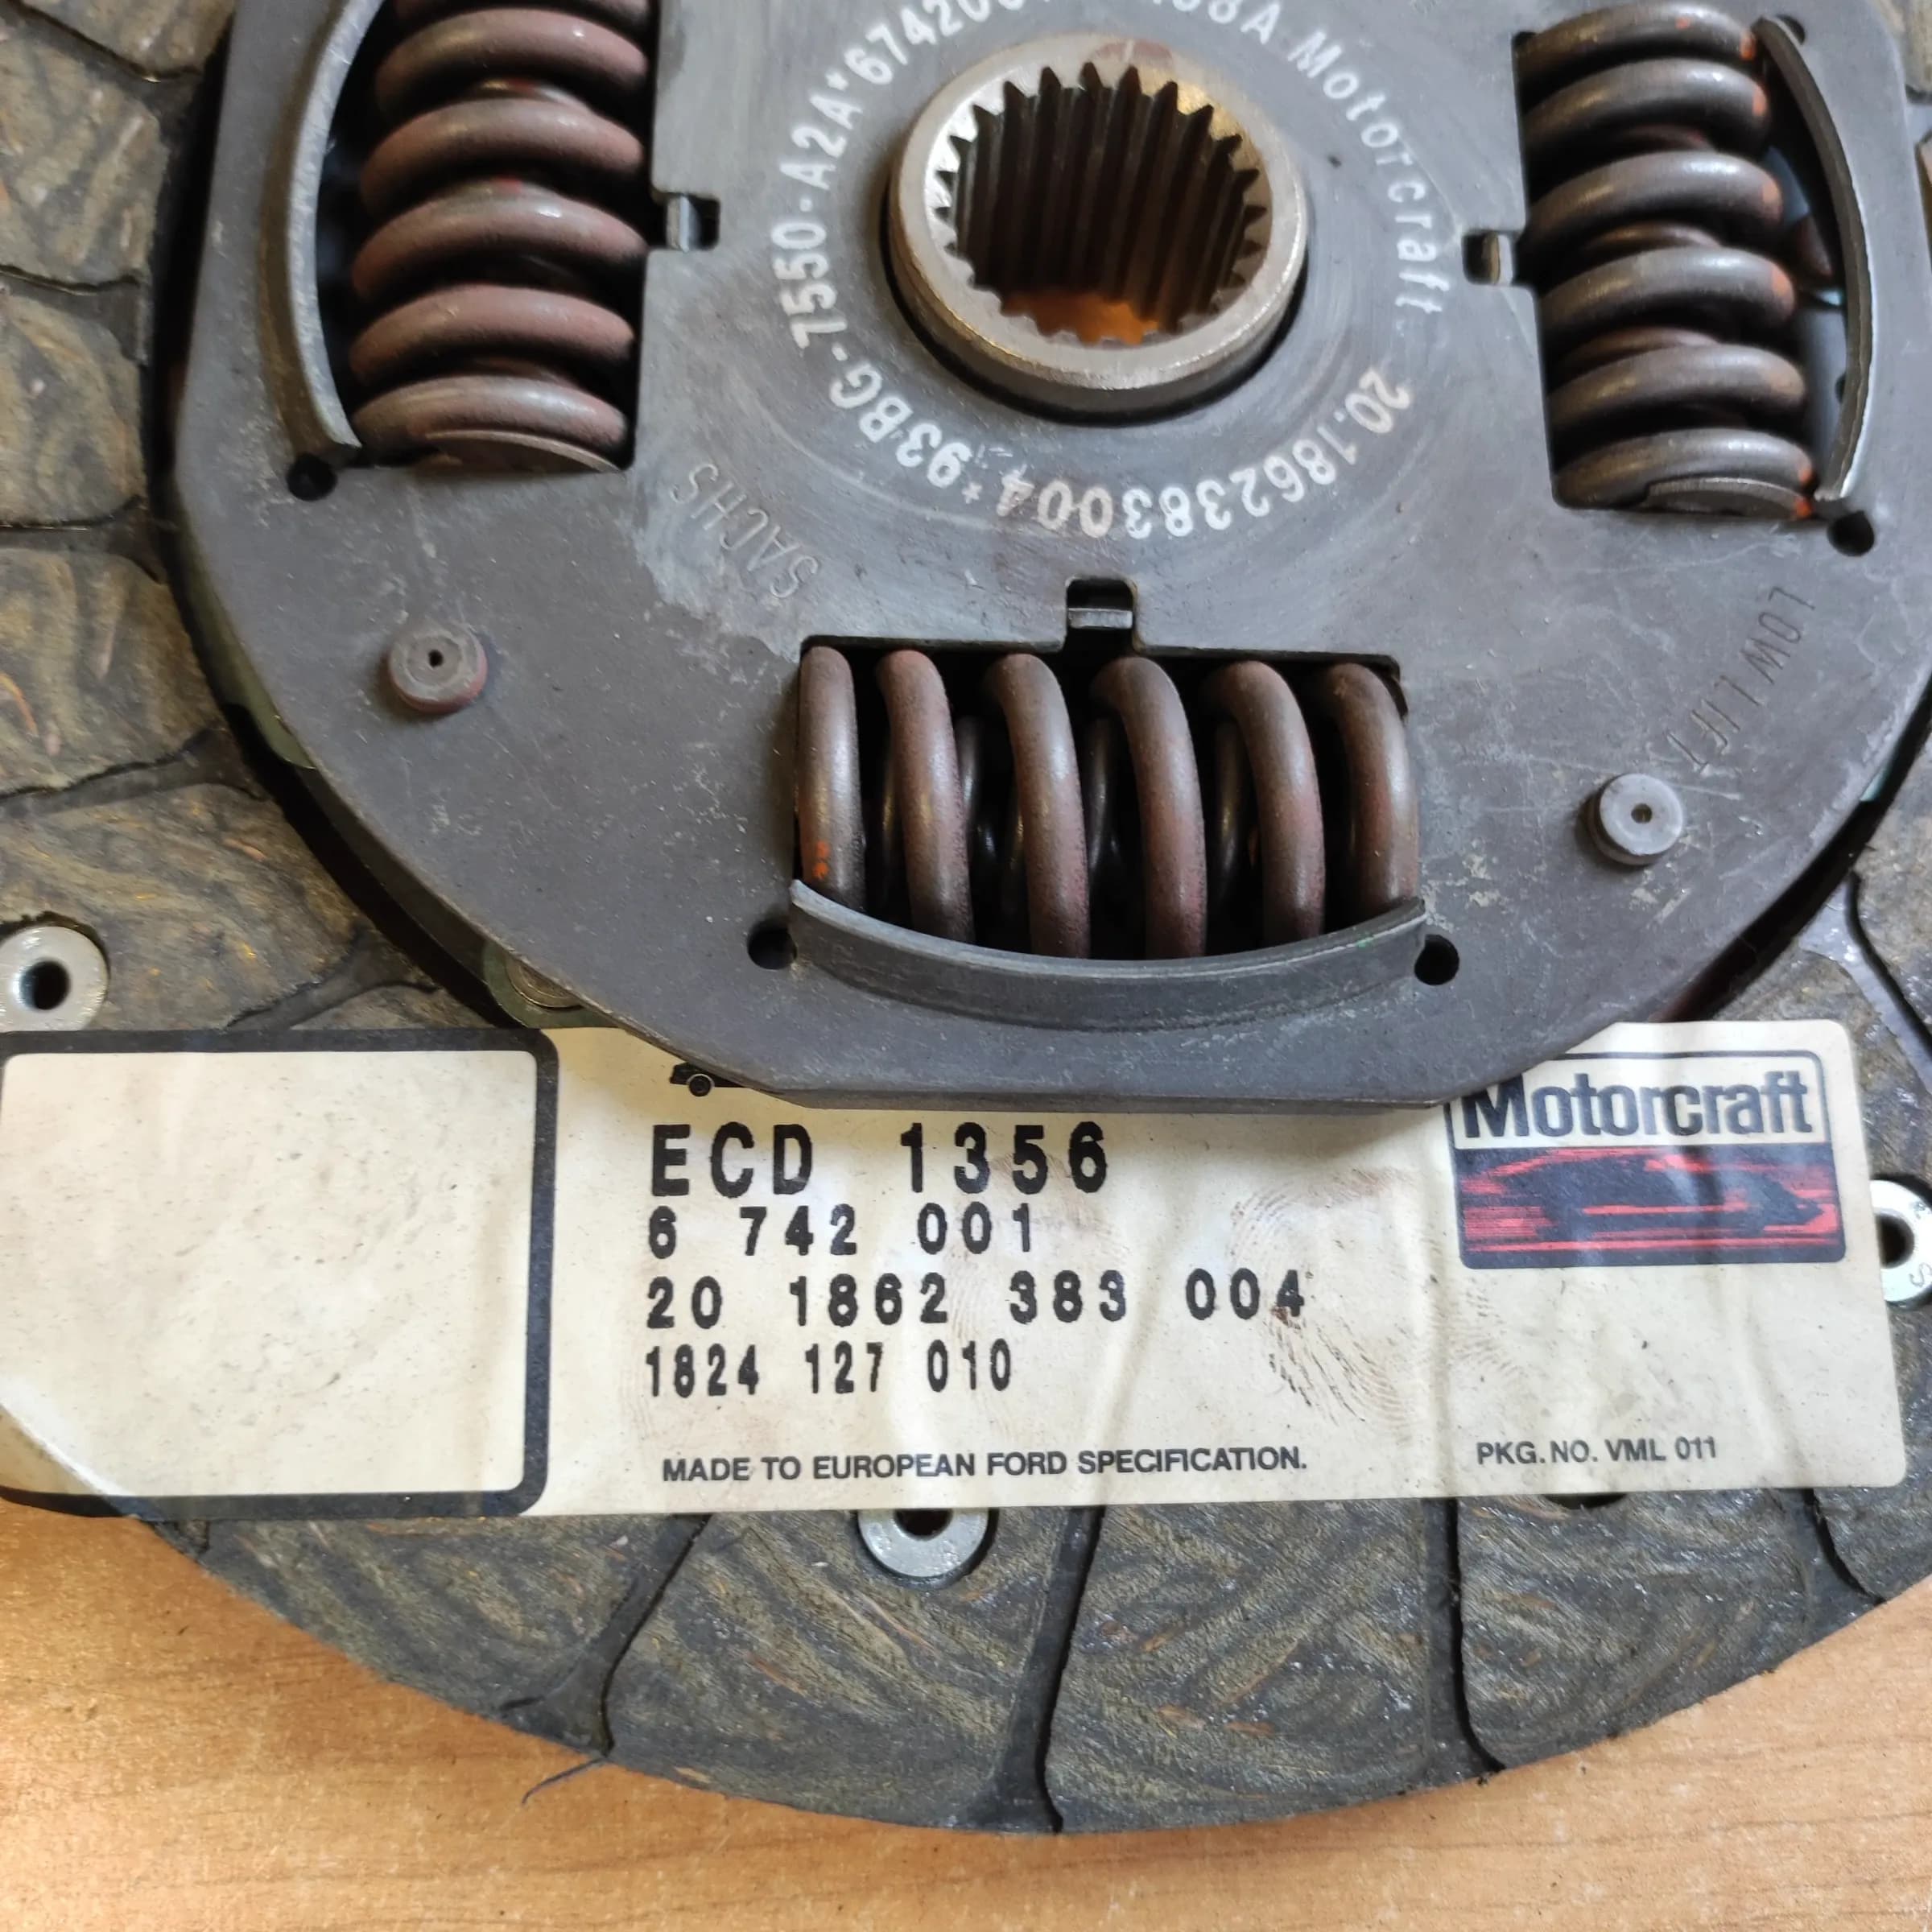 20.1862383004*93BG-7550-A2A*
Motorcraft
SACHS
LOW LIFT
Motorcraft
ECD 1356
6 742 001
20 1862 383 004
1824 127 010
MADE TO EUROPEAN FORD SPECIFICATION.
PKG. NO. VML 011